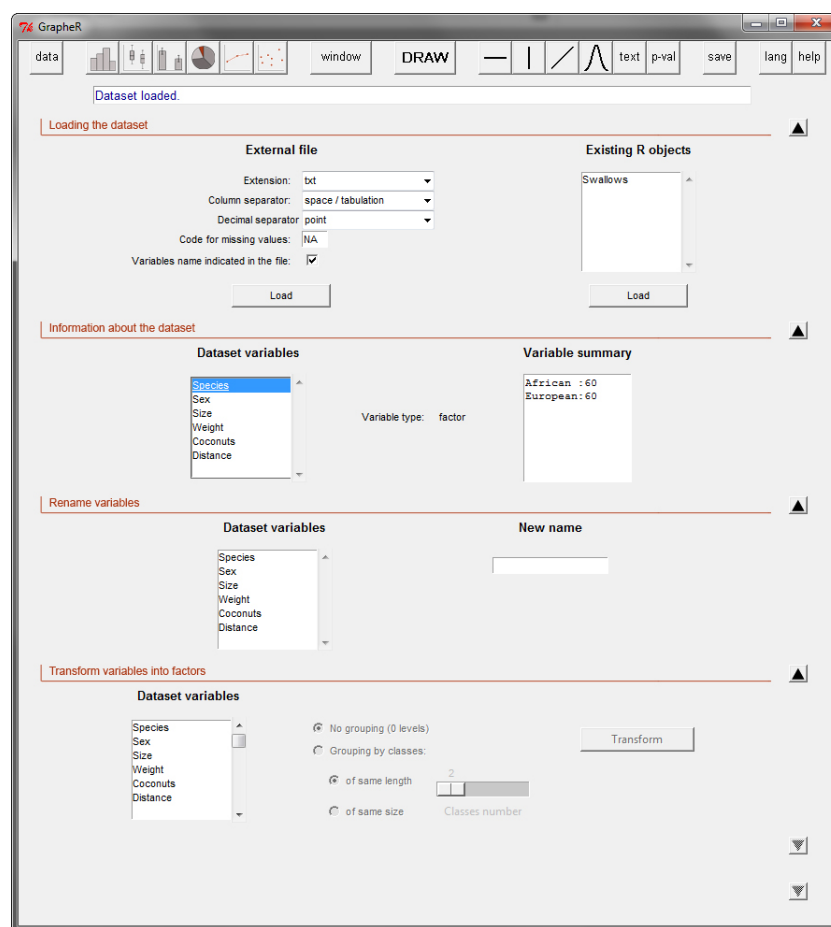 GrapheR
data window DRAW text p-val save lang help
Dataset loaded.
Loading the dataset
External file Existing R objects
Extension: txt Swallows
Column separator: space / tabulation
Decimal separator point
Code for missing values: NA
Variables name indicated in the file:
Load Load
Information about the dataset
Dataset variables Variable summary
Species African :60
Sex European:60
Size
Variable type: factor
Weight
Coconuts
Distance
Rename variables
Dataset variables New name
Species
Sex
Size
Weight
Coconuts
Distance
Transform variables into factors
Dataset variables
Species No grouping (0 levels)
Sex Transform
Size Grouping by classes:
Weight
Coconuts of same length 2
Distance
of same size Classes number